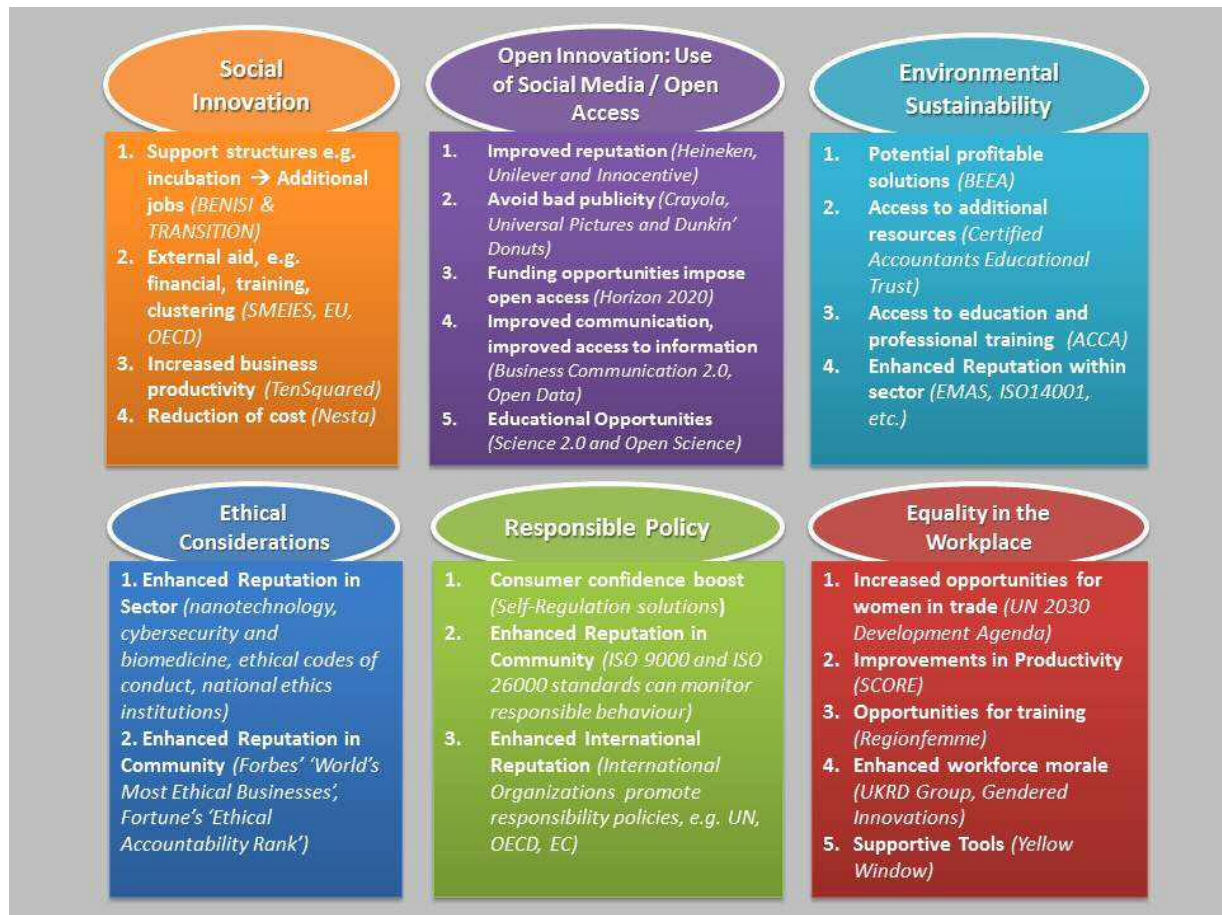 Social
Innovation
1. Support structures e.g.
incubation → Additional
jobs (BENISI &
TRANSITION)
2. External aid, e.g.
financial, training,
clustering (SMEIES, EU,
OECD)
3. Increased business
productivity (TenSquared)
4. Reduction of cost (Nesta)
Open Innovation: Use
of Social Media / Open
Access
1. Improved reputation (Heineken,
Unilever and Innocentive)
2. Avoid bad publicity (Crayola,
Universal Pictures and Dunkin’
Donuts)
3. Funding opportunities impose
open access (Horizon 2020)
4. Improved communication,
improved access to information
(Business Communication 2.0,
Open Data)
5. Educational Opportunities
(Science 2.0 and Open Science)
Environmental
Sustainability
1. Potential profitable
solutions (BEEA)
2. Access to additional
resources (Certified
Accountants Educational
Trust)
3. Access to education and
professional training (ACCA)
4. Enhanced Reputation within
sector (EMAS, ISO14001,
etc.)
Ethical
Considerations
1. Enhanced Reputation in
Sector (nanotechnology,
cybersecurity and
biomedicine, ethical codes of
conduct, national ethics
institutions)
2. Enhanced Reputation in
Community (Forbes’ ‘World’s
Most Ethical Businesses’,
Fortune’s ‘Ethical
Accountability Rank’)
Responsible Policy
1. Consumer confidence boost
(Self-Regulation solutions)
2. Enhanced Reputation in
Community (ISO 9000 and ISO
26000 standards can monitor
responsible behaviour)
3. Enhanced International
Reputation (International
Organizations promote
responsibility policies, e.g. UN,
OECD, EC)
Equality in the
Workplace
1. Increased opportunities for
women in trade (UN 2030
Development Agenda)
2. Improvements in Productivity
(SCORE)
3. Opportunities for training
(Regionfemme)
4. Enhanced workforce morale
(UKRD Group, Gendered
Innovations)
5. Supportive Tools (Yellow
Window)